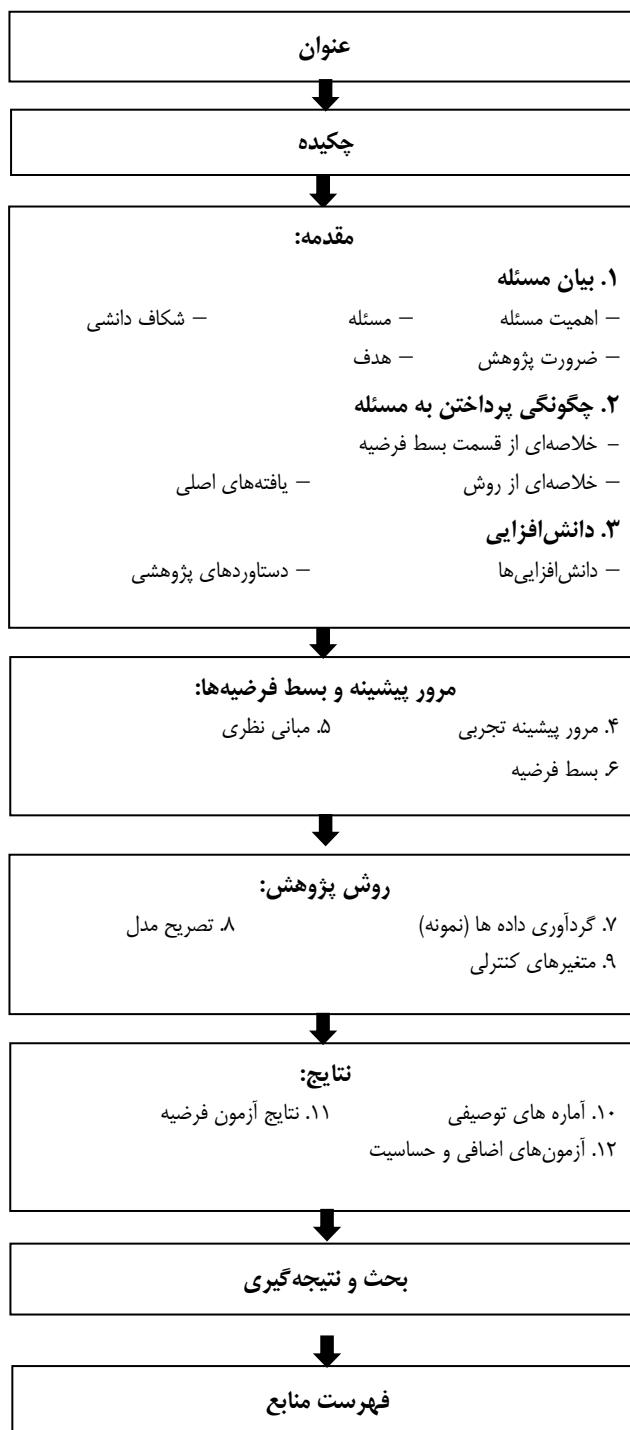 عنوان
چکیده
مقدمه:
۱. بیان مسئله
– اهمیت مسئله – مسئله – شکاف دانشی
– ضرورت پژوهش – هدف
۲. چگونگی پرداختن به مسئله
– خلاصه‌ای از قسمت بسط فرضیه
– خلاصه‌ای از روش – یافته‌های اصلی
۳. دانش‌افزایی
– دانش‌افزایی‌ها – دستاوردهای پژوهشی
مرور پیشینه و بسط فرضیه‌ها:
۴. مرور پیشینه تجربی ۵. مبانی نظری
۶. بسط فرضیه
روش پژوهش:
۷. گردآوری داده ها (نمونه) ۸. تصریح مدل
۹. متغیرهای کنترلی
نتایج:
۱۰. آماره های توصیفی ۱۱. نتایج آزمون فرضیه
۱۲. آزمون‌های اضافی و حساسیت
بحث و نتیجه‌گیری
فهرست منابع